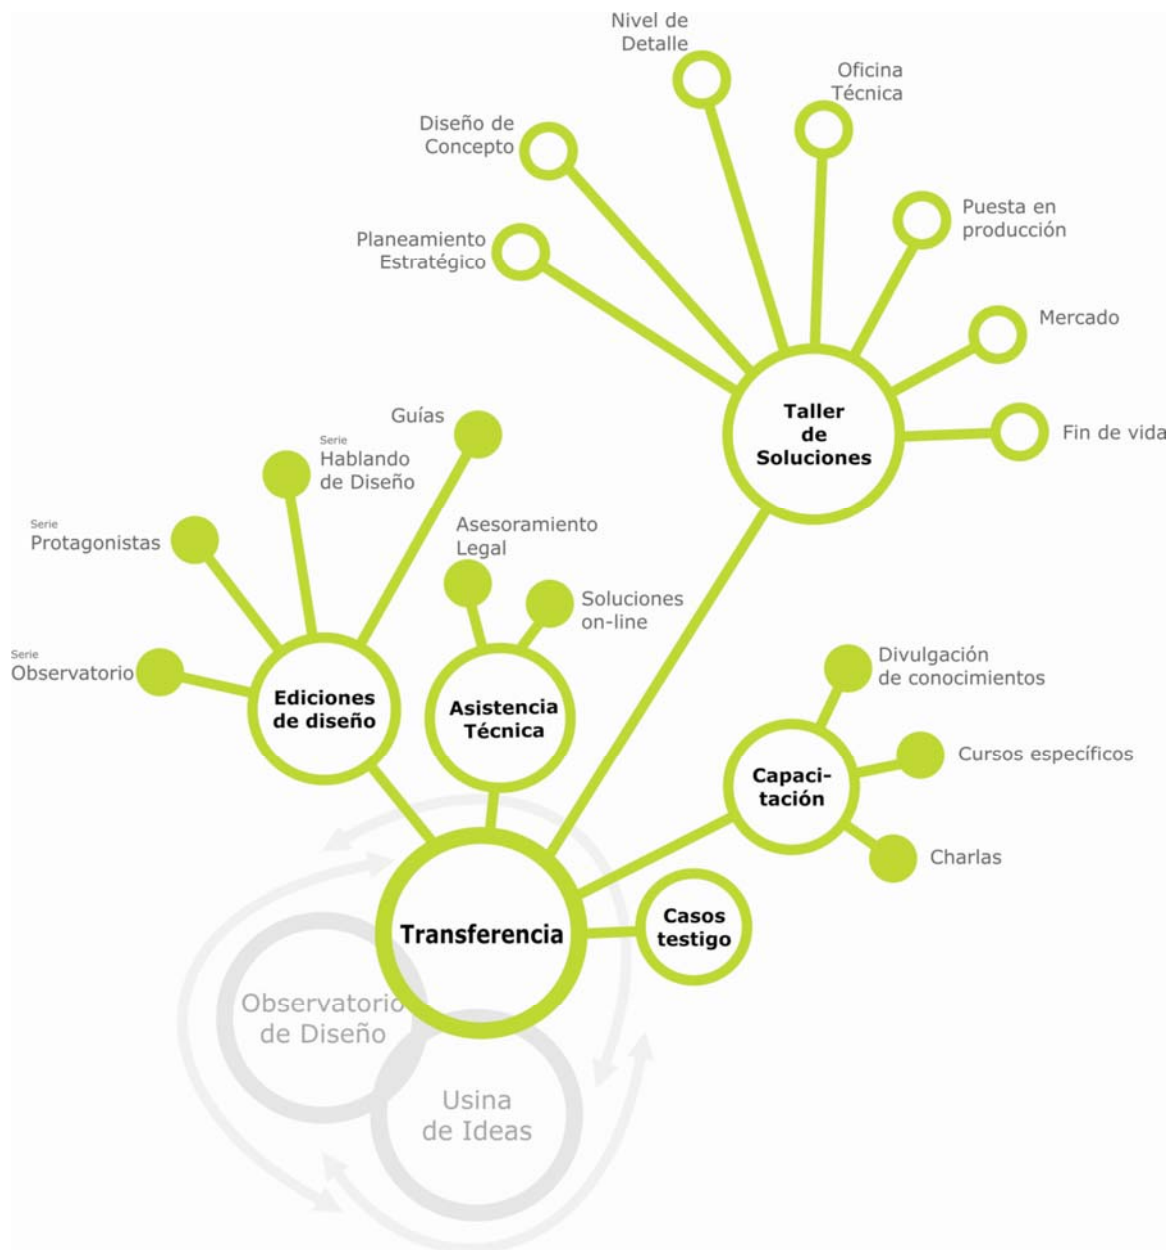 Nivel de
Detalle
Oficina
Técnica
Diseño de
Concepto
Puesta en
producción
Planeamiento
Estratégico
Mercado
Taller
de
Soluciones
Fin de vida
Guías
Serie
Hablando
de Diseño
Serie
Protagonistas
Asesoramiento
Legal
Soluciones
on-line
Serie
Observatorio
Ediciones
de diseño
Asistencia
Técnica
Divulgación
de conocimientos
Cursos específicos
Capaci-
tación
Charlas
Casos
testigo
Transferencia
Observatorio
de Diseño
Usina
de Ideas